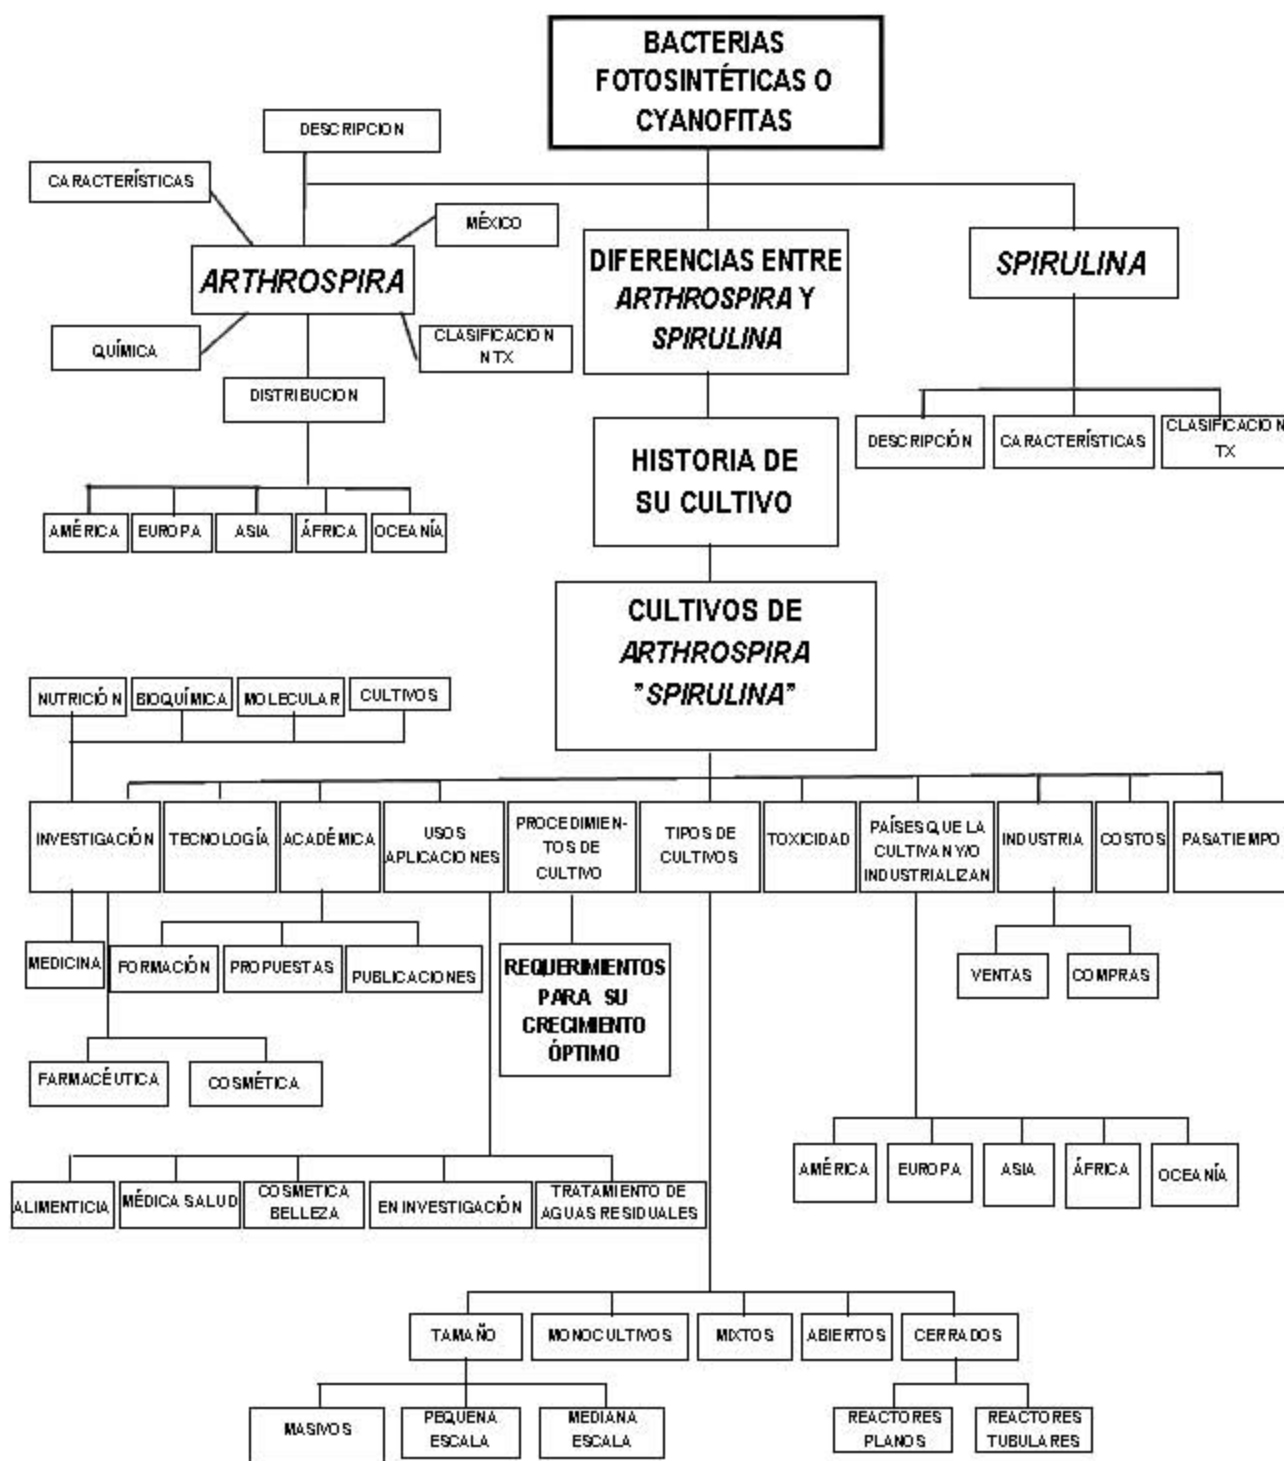 BACTERIAS
FOTOSINTÉTICAS O
CYANOFITAS
DESCRIPCION
CARACTERÍSTICAS
MÉXICO
ARTHROSPIRA
QUÍMICA
CLASIFICACION
NTX
DISTRIBUCION
AMÉRICA
EUROPA
ASIA
ÁFRICA
OCEANÍA
DIFERENCIAS ENTRE
ARTHROSPIRA Y
SPIRULINA
SPIRULINA
DESCRIPCIÓN
CARACTERÍSTICAS
CLASIFICACION
TX
HISTORIA DE
SU CULTIVO
CULTIVOS DE
ARTHROSPIRA
"SPIRULINA"
NUTRICIÓN
BIOQUÍMICA
MOLECULAR
CULTIVOS
INVESTIGACIÓN
TECNOLOGÍA
ACADÉMICA
USOS
APLICACIONES
PROCEDIMIEN-
TOS DE
CULTIVO
TIPOS DE
CULTIVOS
TOXICIDAD
PAÍSES QUE LA
CULTIVAN Y/O
INDUSTRIALIZAN
INDUSTRIA
COSTOS
PASATIEMPO
MEDICINA
FORMACIÓN
PROPUESTAS
PUBLICACIONES
REQUERIMIENTOS
PARA SU
CRECIMIENTO
ÓPTIMO
VENTAS
COMPRAS
FARMACÉUTICA
COSMÉTICA
AMÉRICA
EUROPA
ASIA
ÁFRICA
OCEANÍA
ALIMENTICIA
MÉDICA SALUD
COSMETICA
BELLEZA
EN INVESTIGACIÓN
TRATAMIENTO DE
AGUAS RESIDUALES
TAMAÑO
MONOCULTIVOS
MIXTOS
ABIERTOS
CERRADOS
MASIVOS
PEQUENA
ESCALA
MEDIANA
ESCALA
REACTORES
PLANOS
REACTORES
TUBULARES